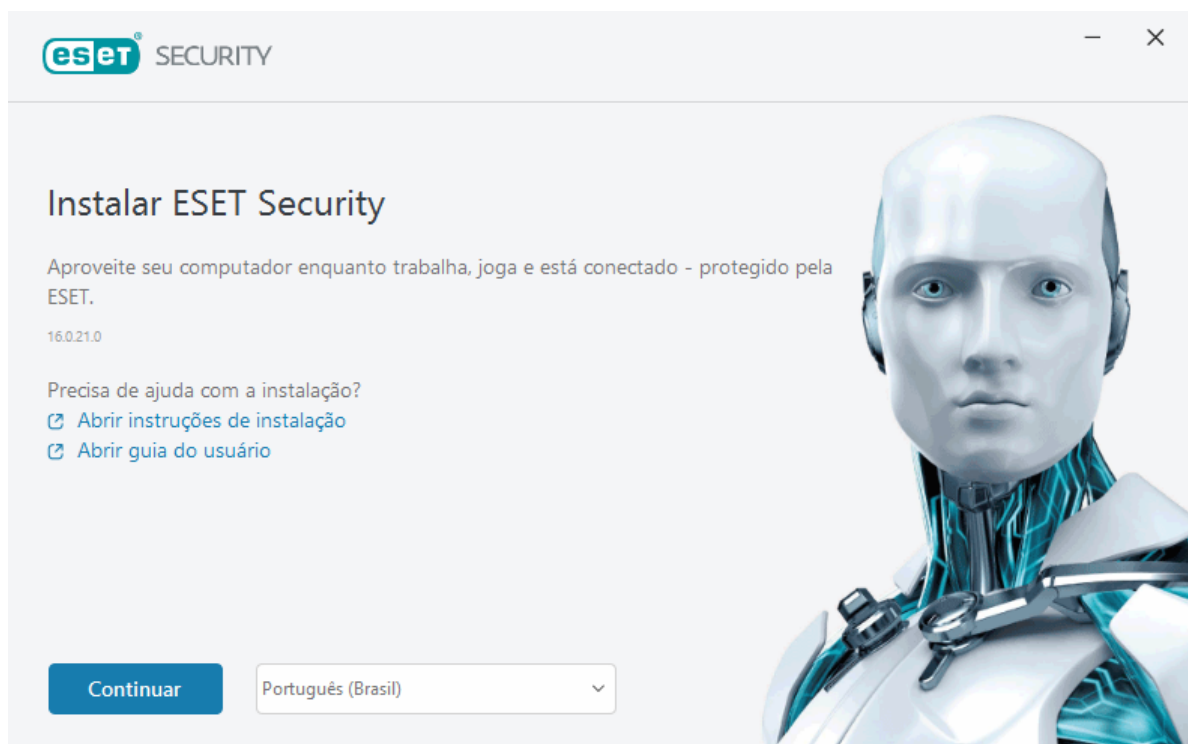 eset® SECURITY
Instalar ESET Security
Aproveite seu computador enquanto trabalha, joga e está conectado - protegido pela
ESET.
16.0.21.0
Precisa de ajuda com a instalação?
Abrir instruções de instalação
Abrir guia do usuário
Continuar
Português (Brasil)